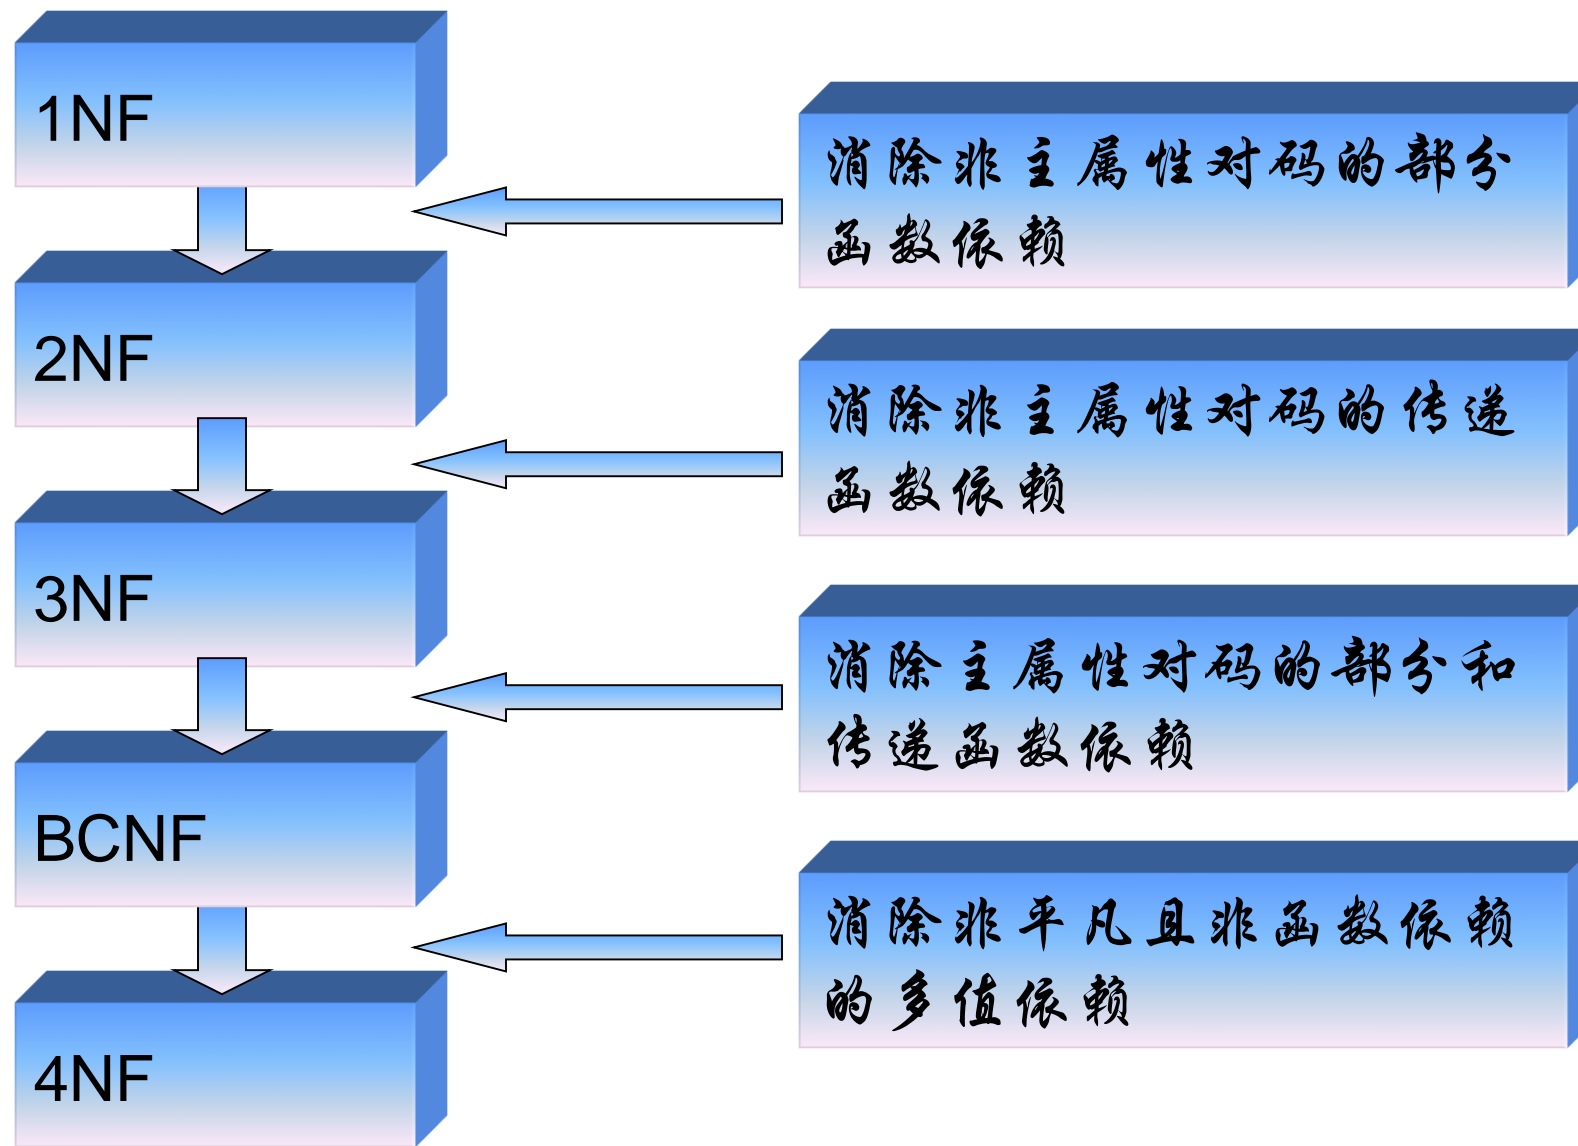 1NF
消除非主属性对码的部分
函数依赖
2NF
消除非主属性对码的传递
函数依赖
3NF
消除主属性对码的部分和
传递函数依赖
BCNF
消除非平凡且非函数依赖
的多值依赖
4NF